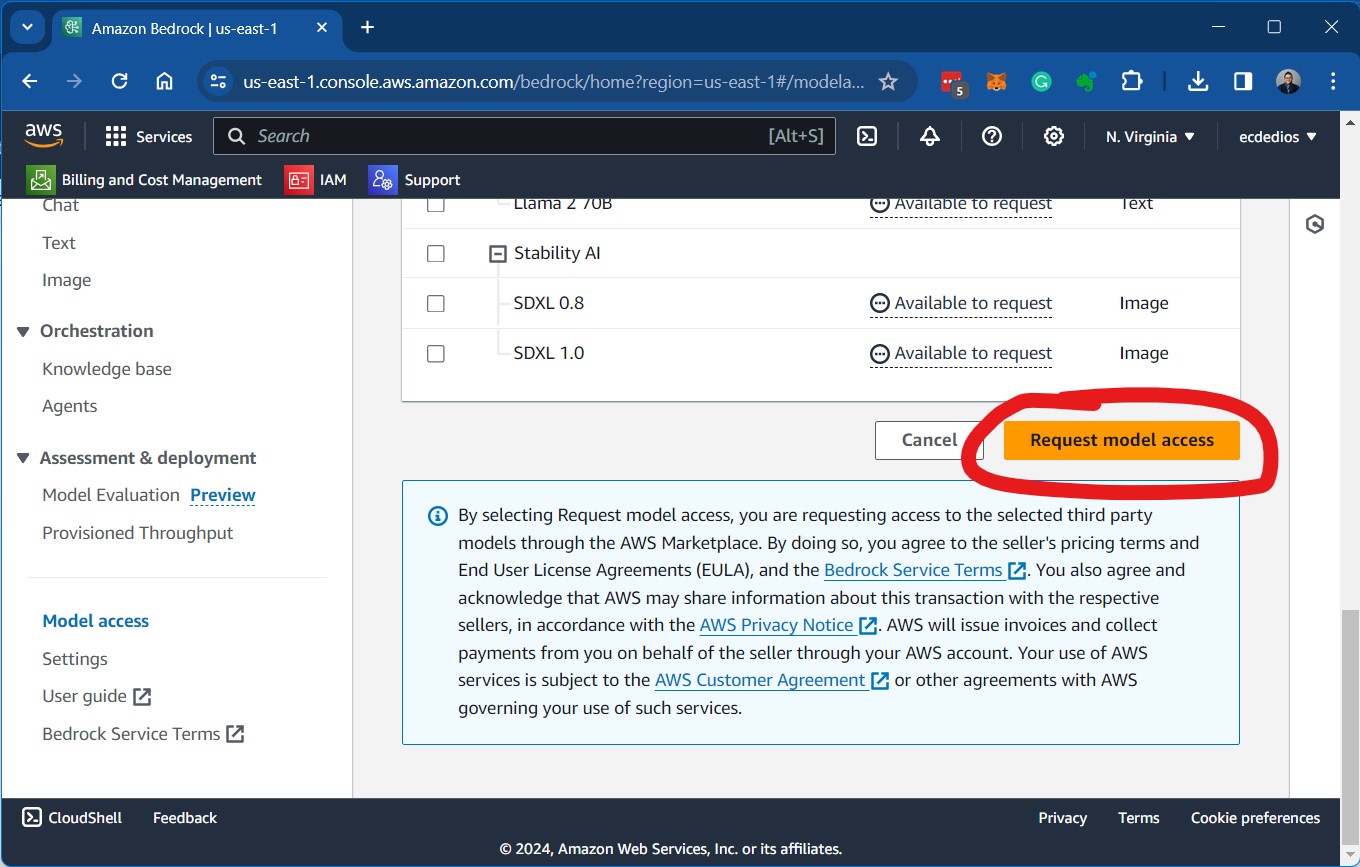 Amazon Bedrock | us-east-1
us-east-1.console.aws.amazon.com/bedrock/home?region=us-east-1#/modela...
5
aws
Services
Search
[Alt+S]
N. Virginia
ecdedios
Billing and Cost Management
IAM
Support
Chat
Text
Image
Orchestration
Knowledge base
Agents
Assessment & deployment
Model Evaluation Preview
Provisioned Throughput
Model access
Settings
User guide
Bedrock Service Terms
Llama 2 70B Available to request Text
Stability AI
SDXL 0.8 Available to request Image
SDXL 1.0 Available to request Image
Cancel
Request model access
By selecting Request model access, you are requesting access to the selected third party
models through the AWS Marketplace. By doing so, you agree to the seller's pricing terms and
End User License Agreements (EULA), and the Bedrock Service Terms. You also agree and
acknowledge that AWS may share information about this transaction with the respective
sellers, in accordance with the AWS Privacy Notice. AWS will issue invoices and collect
payments from you on behalf of the seller through your AWS account. Your use of AWS
services is subject to the AWS Customer Agreement or other agreements with AWS
governing your use of such services.
CloudShell
Feedback
Privacy
Terms
Cookie preferences
© 2024, Amazon Web Services, Inc. or its affiliates.